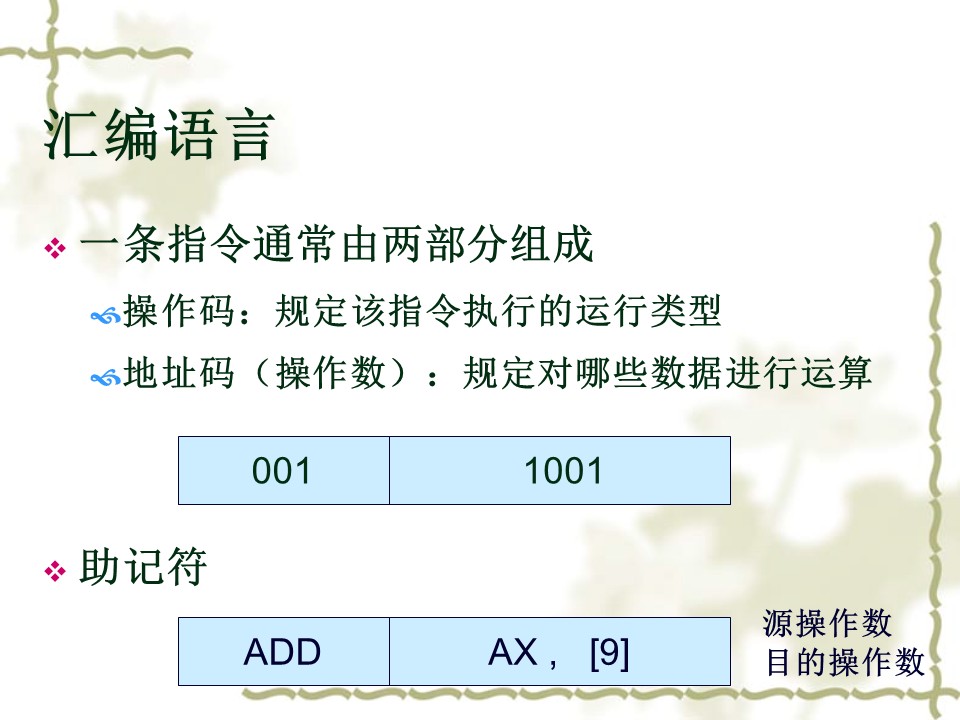 汇编语言
一条指令通常由两部分组成
操作码：规定该指令执行的运行类型
地址码（操作数）：规定对哪些数据进行运算
001 1001
助记符
ADD AX， [9]
源操作数
目的操作数